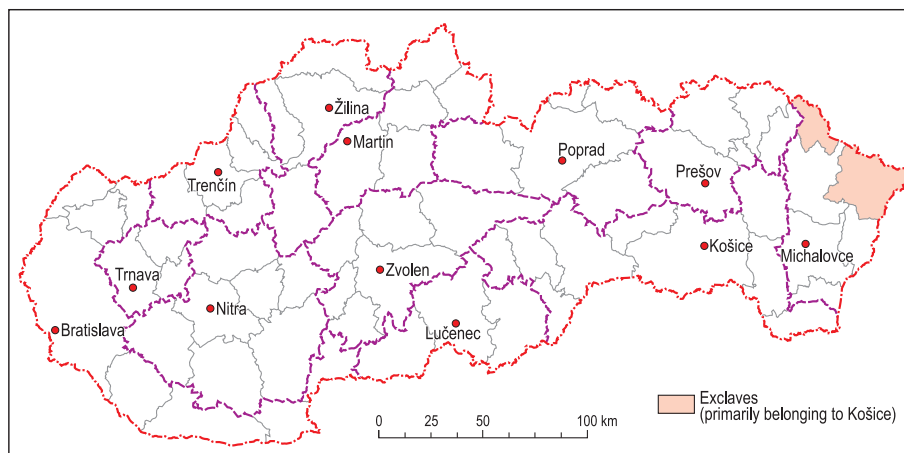 Žilina
Martin
Poprad
Trenčín
Prešov
Košice
Michalovce
Zvolen
Trnava
Nitra
Lučenec
Bratislava
0 25 50 100 km
Exclaves
(primarily belonging to Košice)